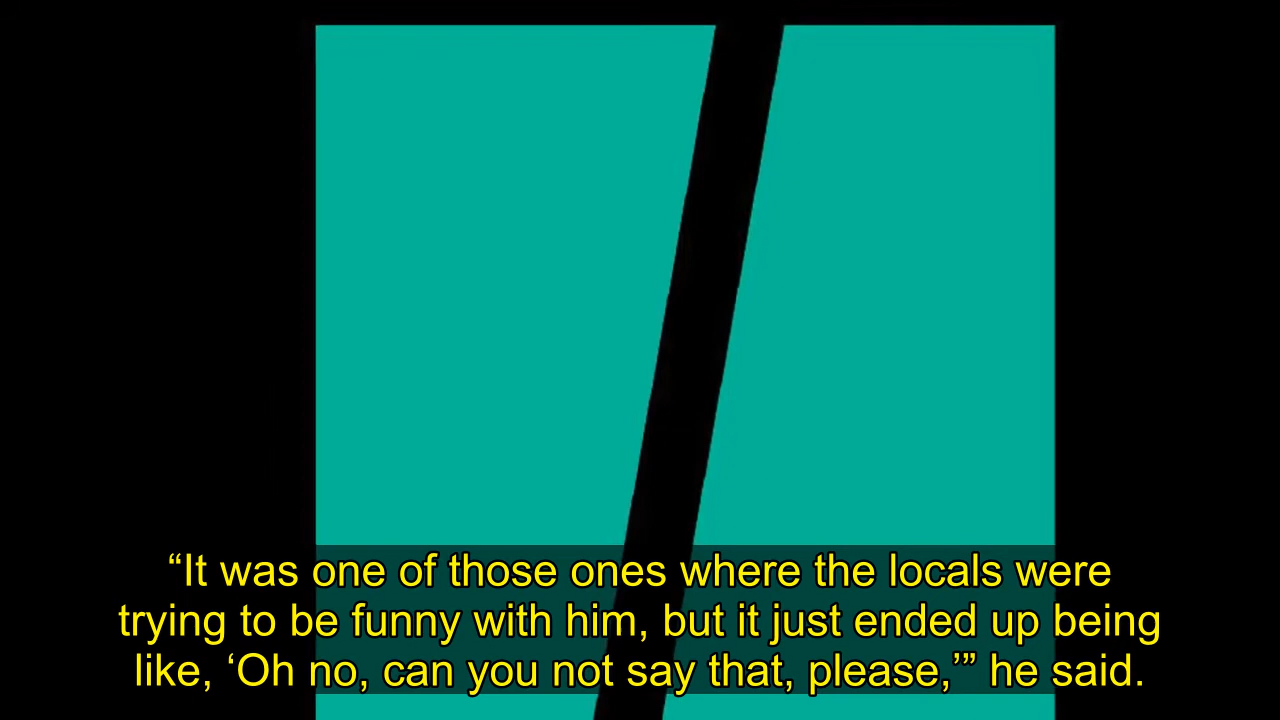 “It was one of those ones where the locals were
trying to be funny with him, but it just ended up being
like, ‘Oh no, can you not say that, please,’” he said.